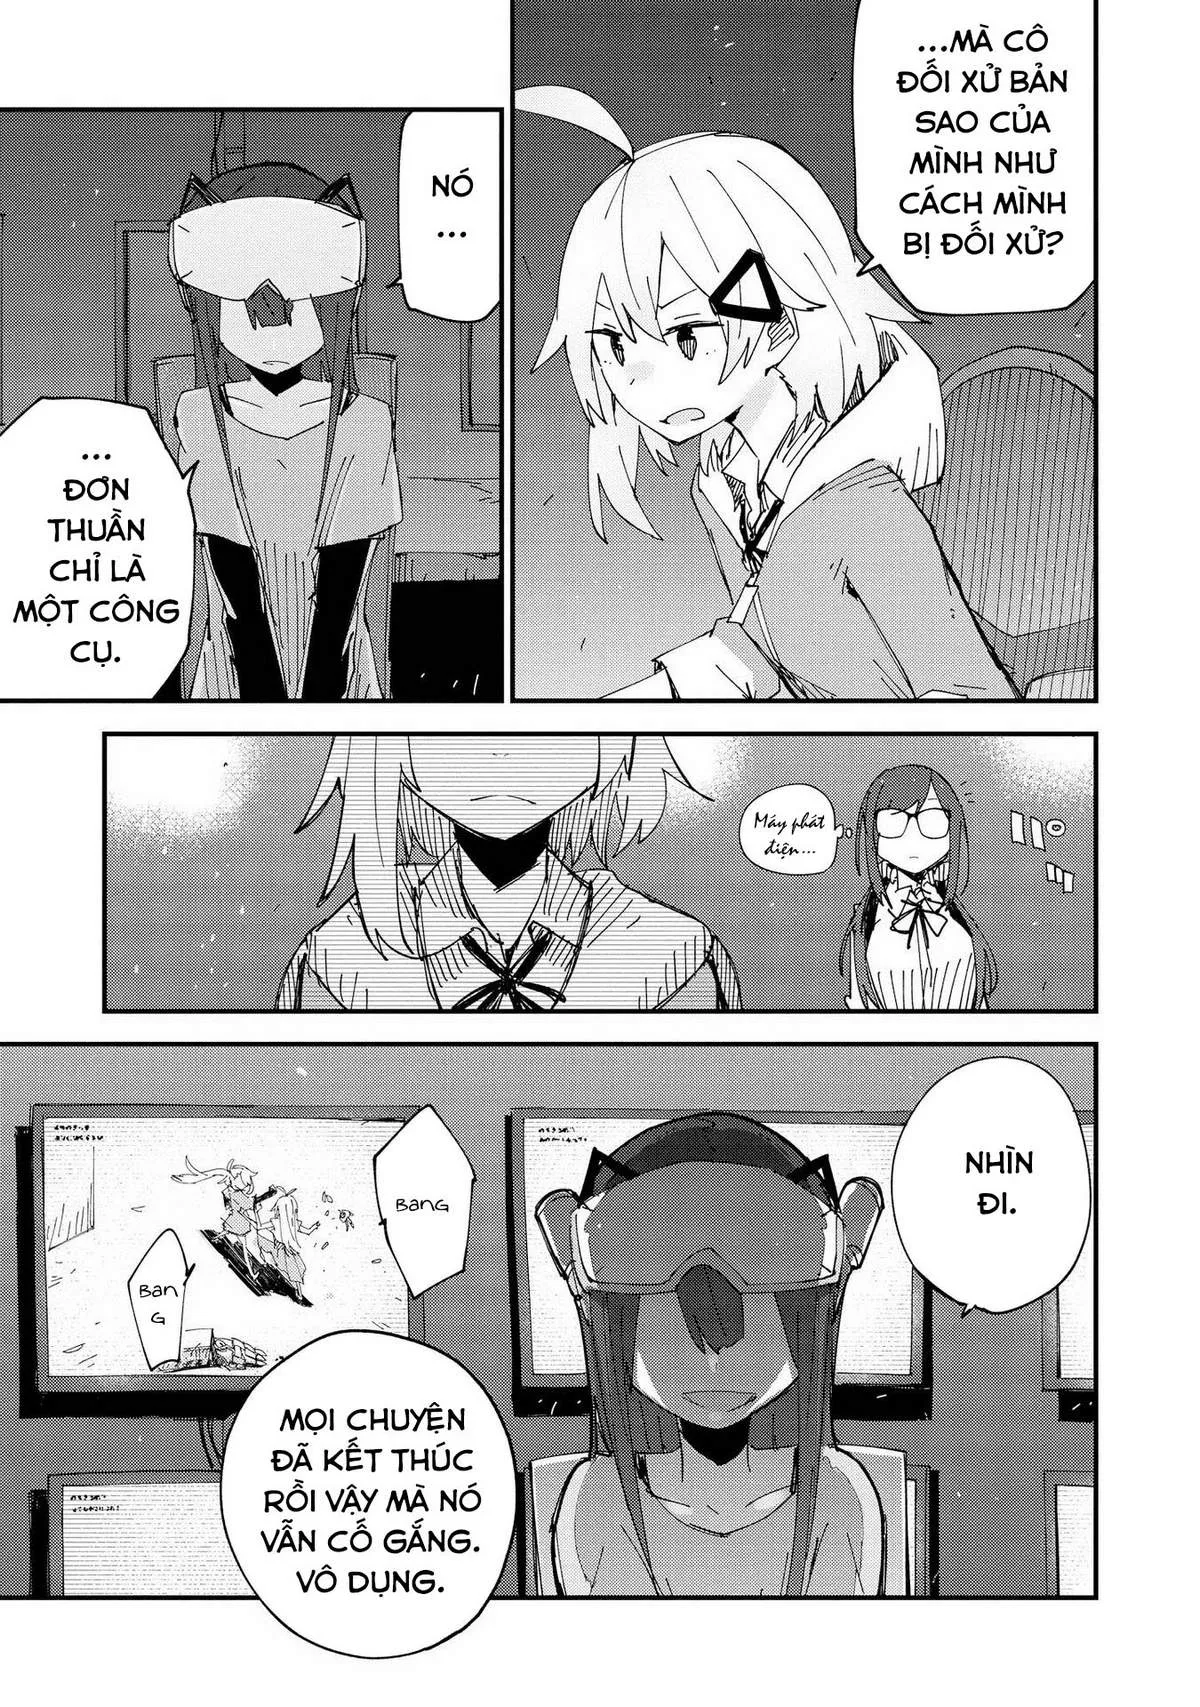 ...MÀ CÔ
ĐỐI XỬ BẢN
SAO CỦA
MÌNH NHƯ
CÁCH MÌNH
BỊ ĐỐI XỬ?
NÓ
...
...
ĐƠN
THUẦN
CHỈ LÀ
MỘT CÔNG
CỤ.
Máy phát
điện...
NHÌN
ĐI.
BANG
BAN
G
MỌI CHUYỆN
ĐÃ KẾT THÚC
RỒI VẬY MÀ NÓ
VẪN CỐ GẮNG.
VÔ DỤNG.